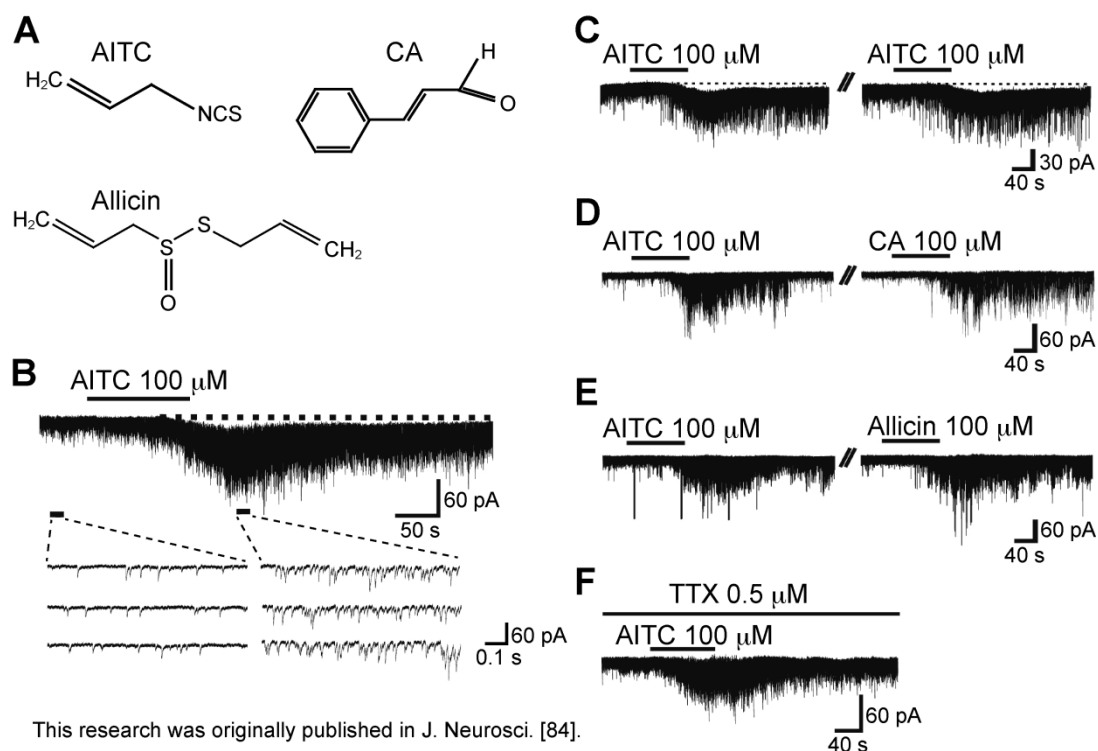 A
AITC
H₂C
NCS
CA
H
O
Allicin
H₂C
S
S
O
CH₂
B
AITC 100 μM
60 pA
50 s
60 pA
0.1 s
C
AITC 100 μM
AITC 100 μM
30 pA
40 s
D
AITC 100 μM
CA 100 μM
60 pA
40 s
E
AITC 100 μM
Allicin 100 μM
60 pA
40 s
F
TTX 0.5 μM
AITC 100 μM
60 pA
40 s
This research was originally published in J. Neurosci. [84].